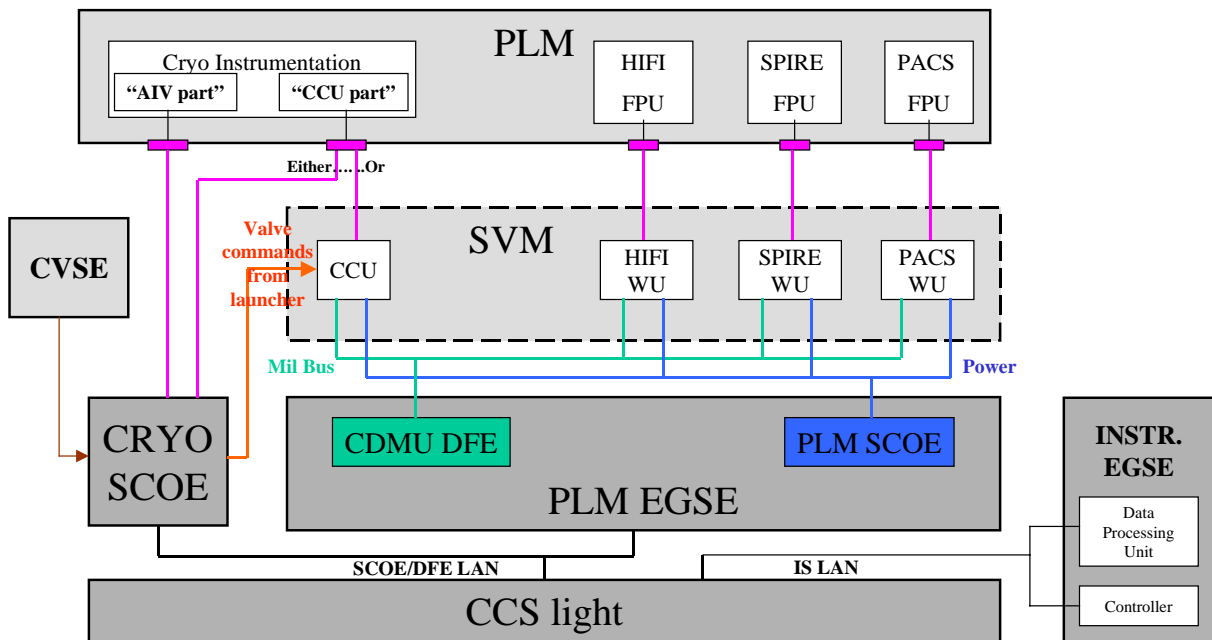 PLM
Cryo Instrumentation
“AIV part”
“CCU part”
HIFI
FPU
SPIRE
FPU
PACS
FPU
Either…...Or
CVSE
Valve
commands
from
launcher
SVM
CCU
HIFI
WU
SPIRE
WU
PACS
WU
Mil Bus
Power
CRYO
SCOE
CDMU DFE
PLM SCOE
PLM EGSE
INSTR.
EGSE
Data
Processing
Unit
Controller
SCOE/DFE LAN
IS LAN
CCS light